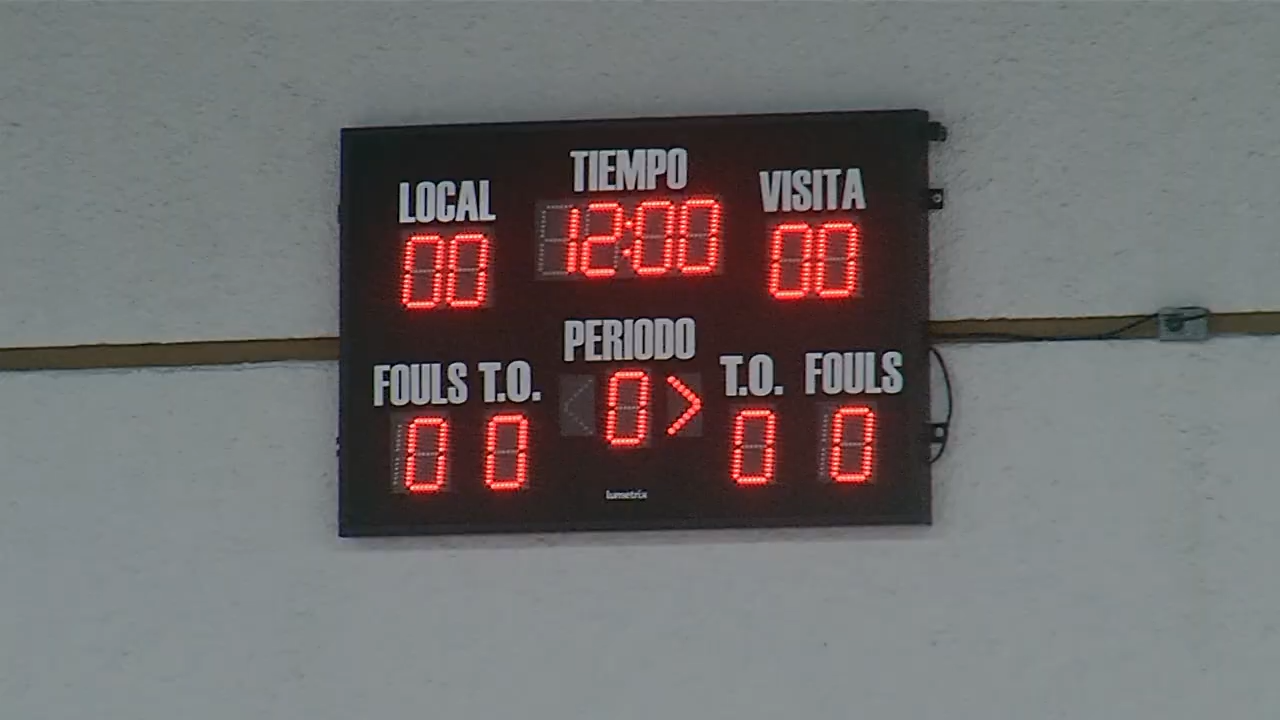 TIEMPO
LOCAL 12:00 VISITA
00 00
PERIODO
FOULS T.O. 0 > T.O. FOULS
0 0 0 0
lumetrix